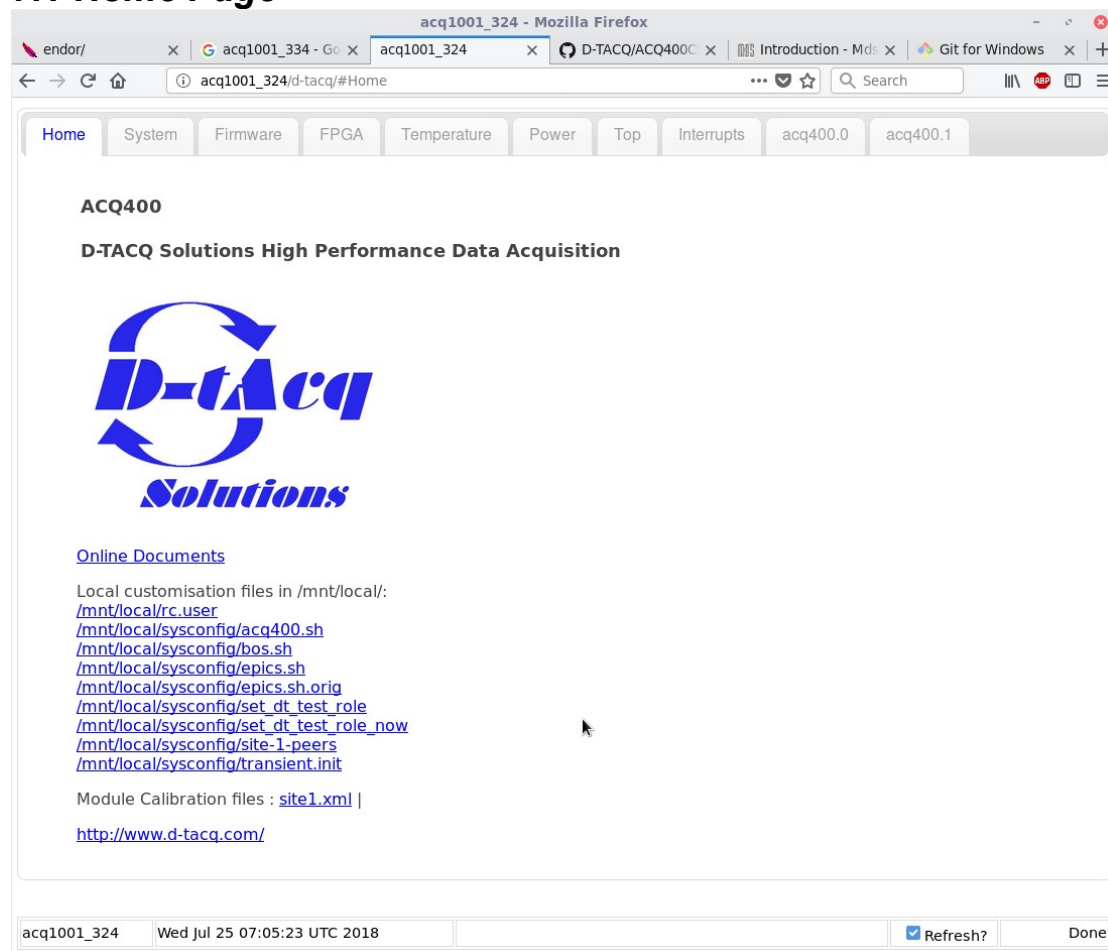 acq1001_324 - Mozilla Firefox
endor/ acq1001_334 - Go acq1001_324 D-TACQ/ACQ400C Introduction - Mds Git for Windows
acq1001_324/d-tacq/#Home Search ABP
Home System Firmware FPGA Temperature Power Top Interrupts acq400.0 acq400.1
ACQ400
D-TACQ Solutions High Performance Data Acquisition
D-tAcq
Solutions
Online Documents
Local customisation files in /mnt/local/:
/mnt/local/rc.user
/mnt/local/sysconfig/acq400.sh
/mnt/local/sysconfig/bos.sh
/mnt/local/sysconfig/epics.sh
/mnt/local/sysconfig/epics.sh.orig
/mnt/local/sysconfig/set_dt_test_role
/mnt/local/sysconfig/set_dt_test_role_now
/mnt/local/sysconfig/site-1-peers
/mnt/local/sysconfig/transient.init
Module Calibration files : site1.xml |
http://www.d-tacq.com/
acq1001_324 Wed Jul 25 07:05:23 UTC 2018 Refresh? Done